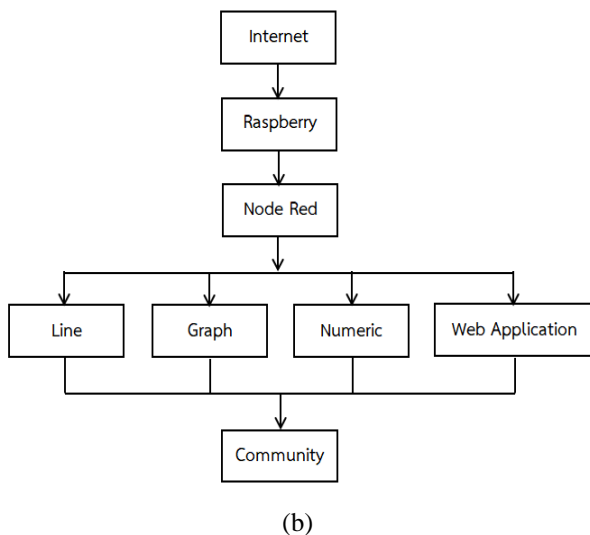 Internet
Raspberry
Node Red
Line
Graph
Numeric
Web Application
Community
(b)